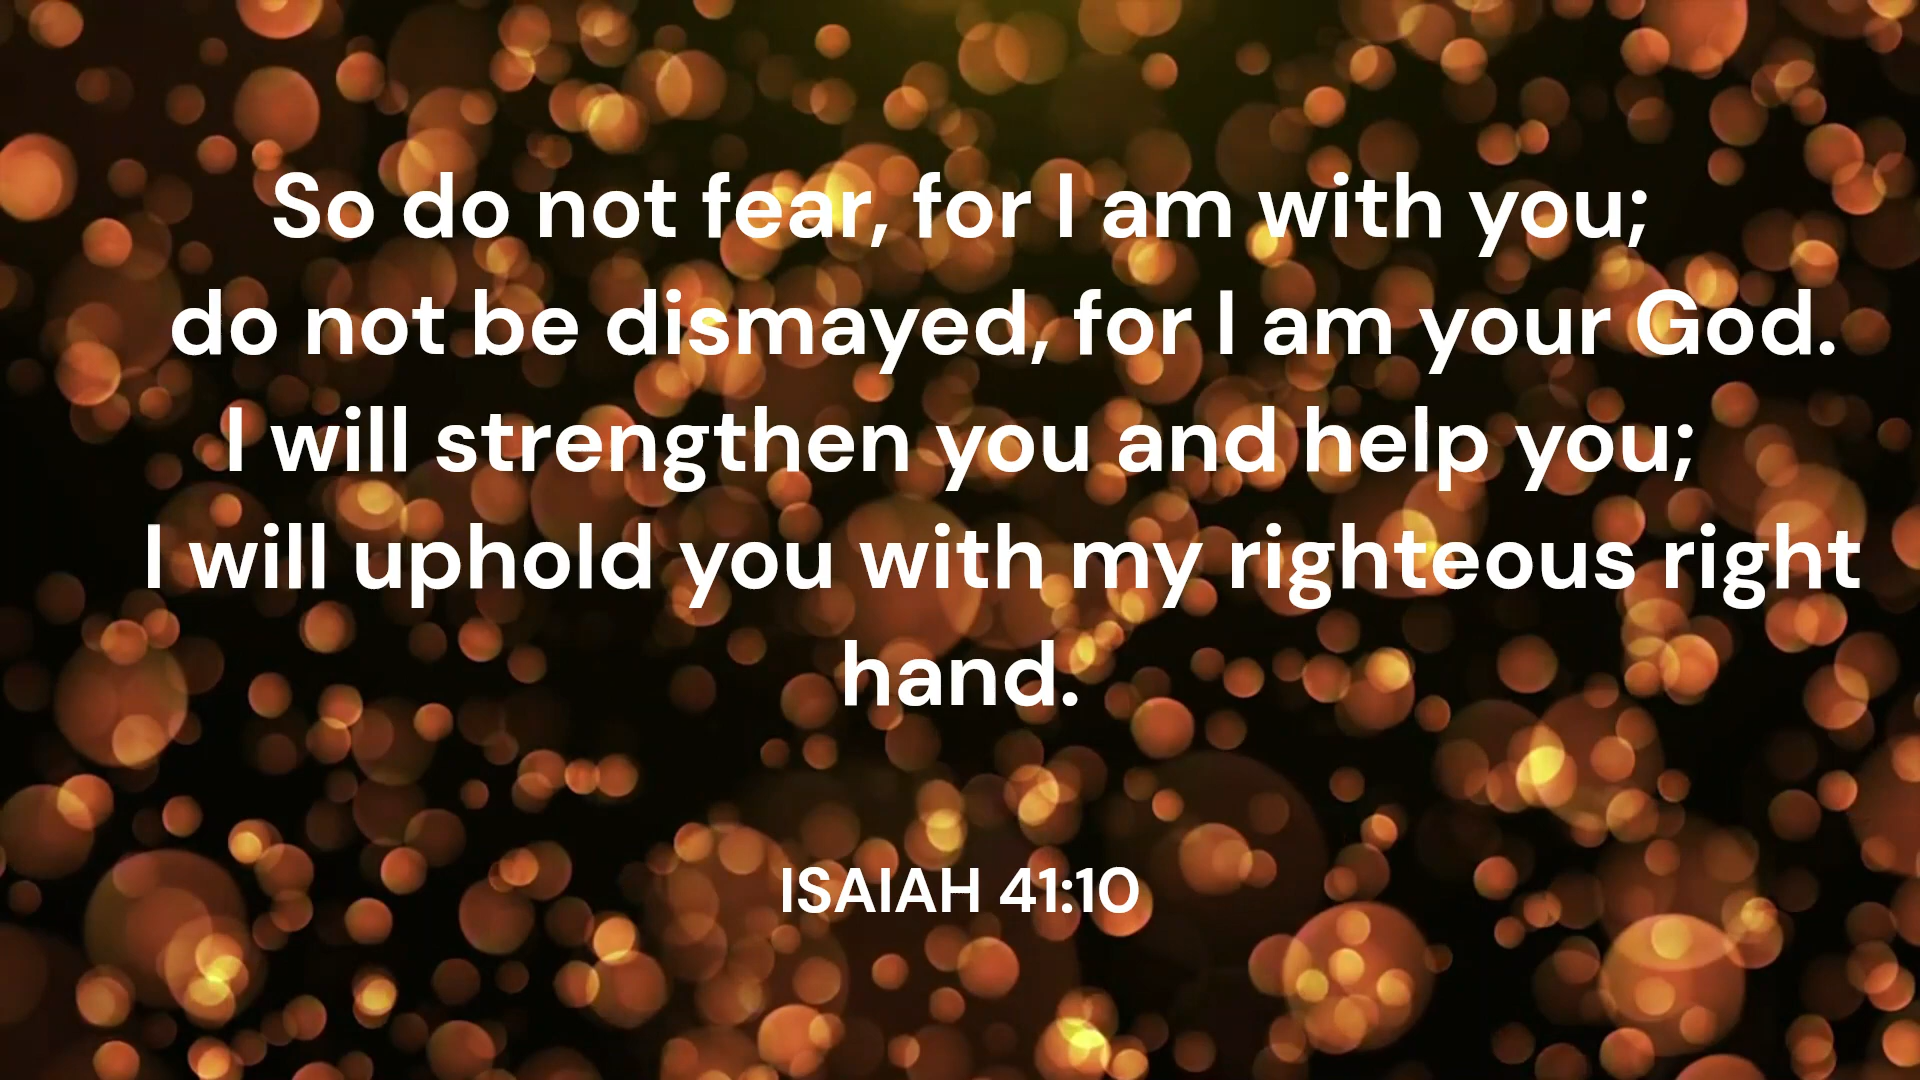 So do not fear, for I am with you;
do not be dismayed, for I am your God.
I will strengthen you and help you;
I will uphold you with my righteous right
hand.
ISAIAH 41:10